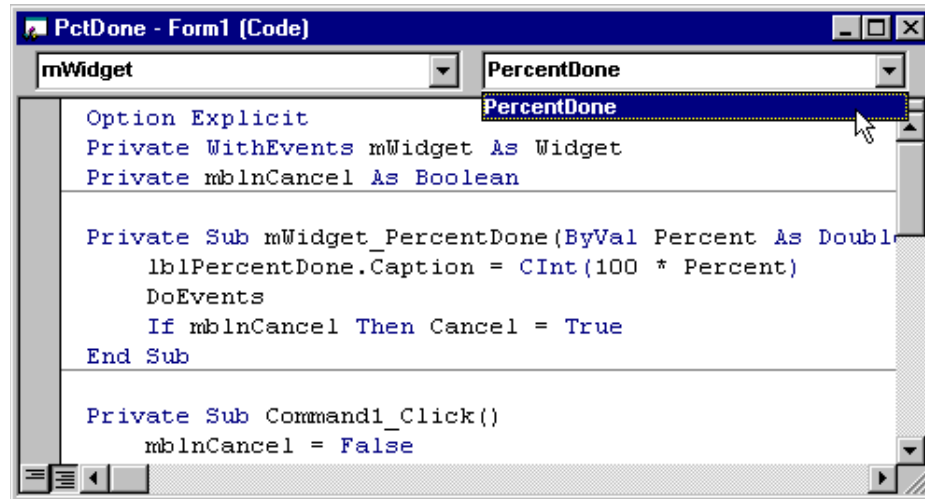 PctDone - Form1 (Code)
mWidget PercentDone
PercentDone
Option Explicit
Private WithEvents mWidget As Widget
Private mblnCancel As Boolean
Private Sub mWidget_PercentDone(ByVal Percent As Doubl
lblPercentDone.Caption = CInt(100 * Percent)
DoEvents
If mblnCancel Then Cancel = True
End Sub
Private Sub Command1_Click()
mblnCancel = False